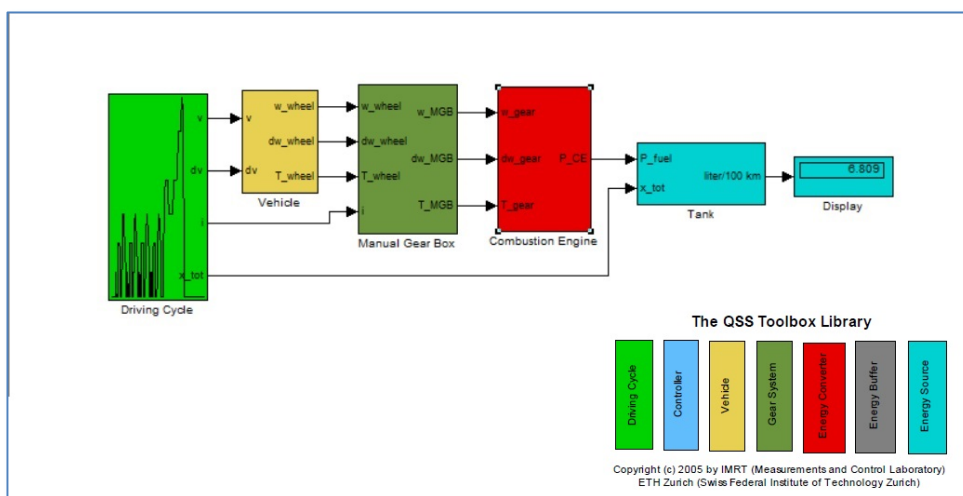 v
dv
i
x_tot
Driving Cycle
v
dv
w_wheel
dw_wheel
T_wheel
Vehicle
w_wheel
dw_wheel
T_wheel
i
w_MGB
dw_MGB
T_MGB
Manual Gear Box
w_gear
dw_gear
T_gear
P_CE
Combustion Engine
P_fuel
x_tot
liter/100 km
Tank
6.809
Display
The QSS Toolbox Library
Driving Cycle
Controller
Vehicle
Gear System
Energy Converter
Energy Buffer
Energy Source
Copyright (c) 2005 by IMRT (Measurements and Control Laboratory)
ETH Zurich (Swiss Federal Institute of Technology Zurich)